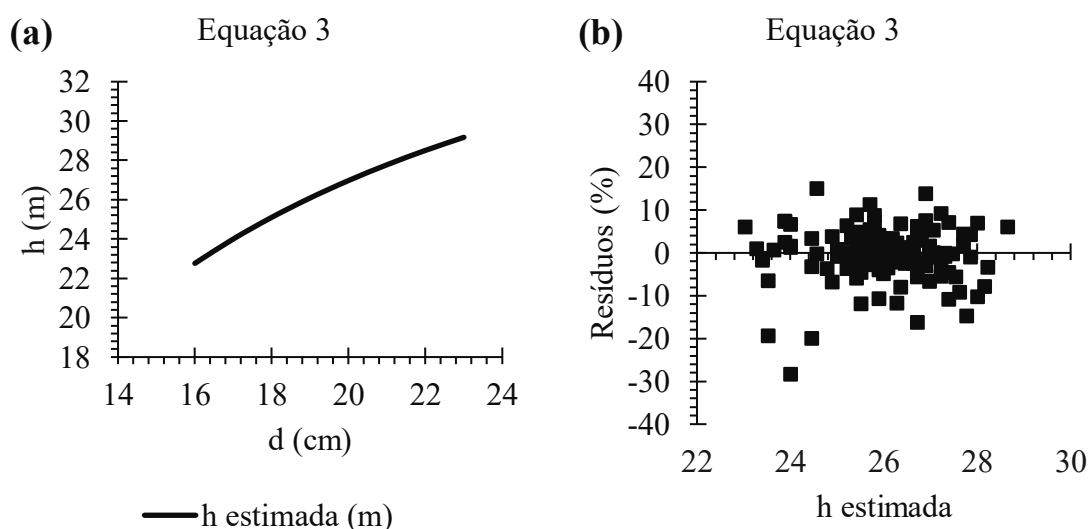 (a) Equação 3
h (m)
32
30
28
26
24
22
20
18
14 16 18 20 22 24
d (cm)
h estimada (m)
(b) Equação 3
Resíduos (%)
40
30
20
10
0
-10
-20
-30
-40
22 24 26 28 30
h estimada